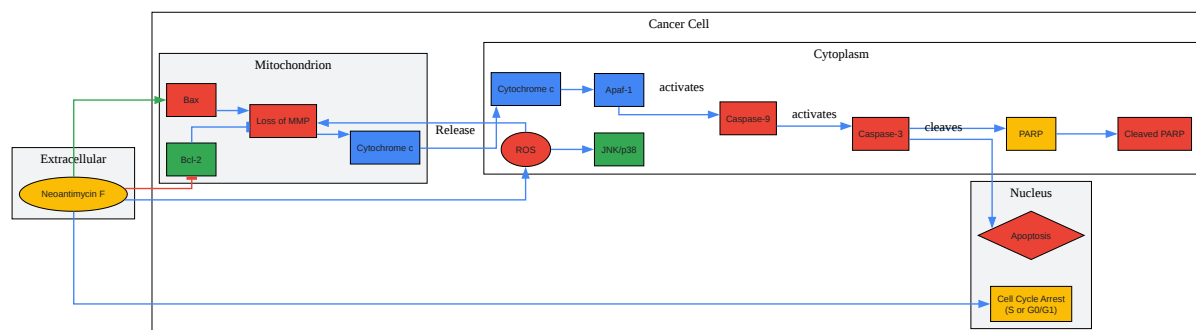 Cancer Cell
Mitochondrion
Cytoplasm
Bax
Cytochrome c
Apaf-1
activates
Loss of MMP
Caspase-9
activates
Release
Caspase-3
cleaves
PARP
Cleaved PARP
Cytochrome c
ROS
JNK/p38
Bcl-2
Extracellular
Neoantimycin F
Nucleus
Apoptosis
Cell Cycle Arrest
(S or G0/G1)